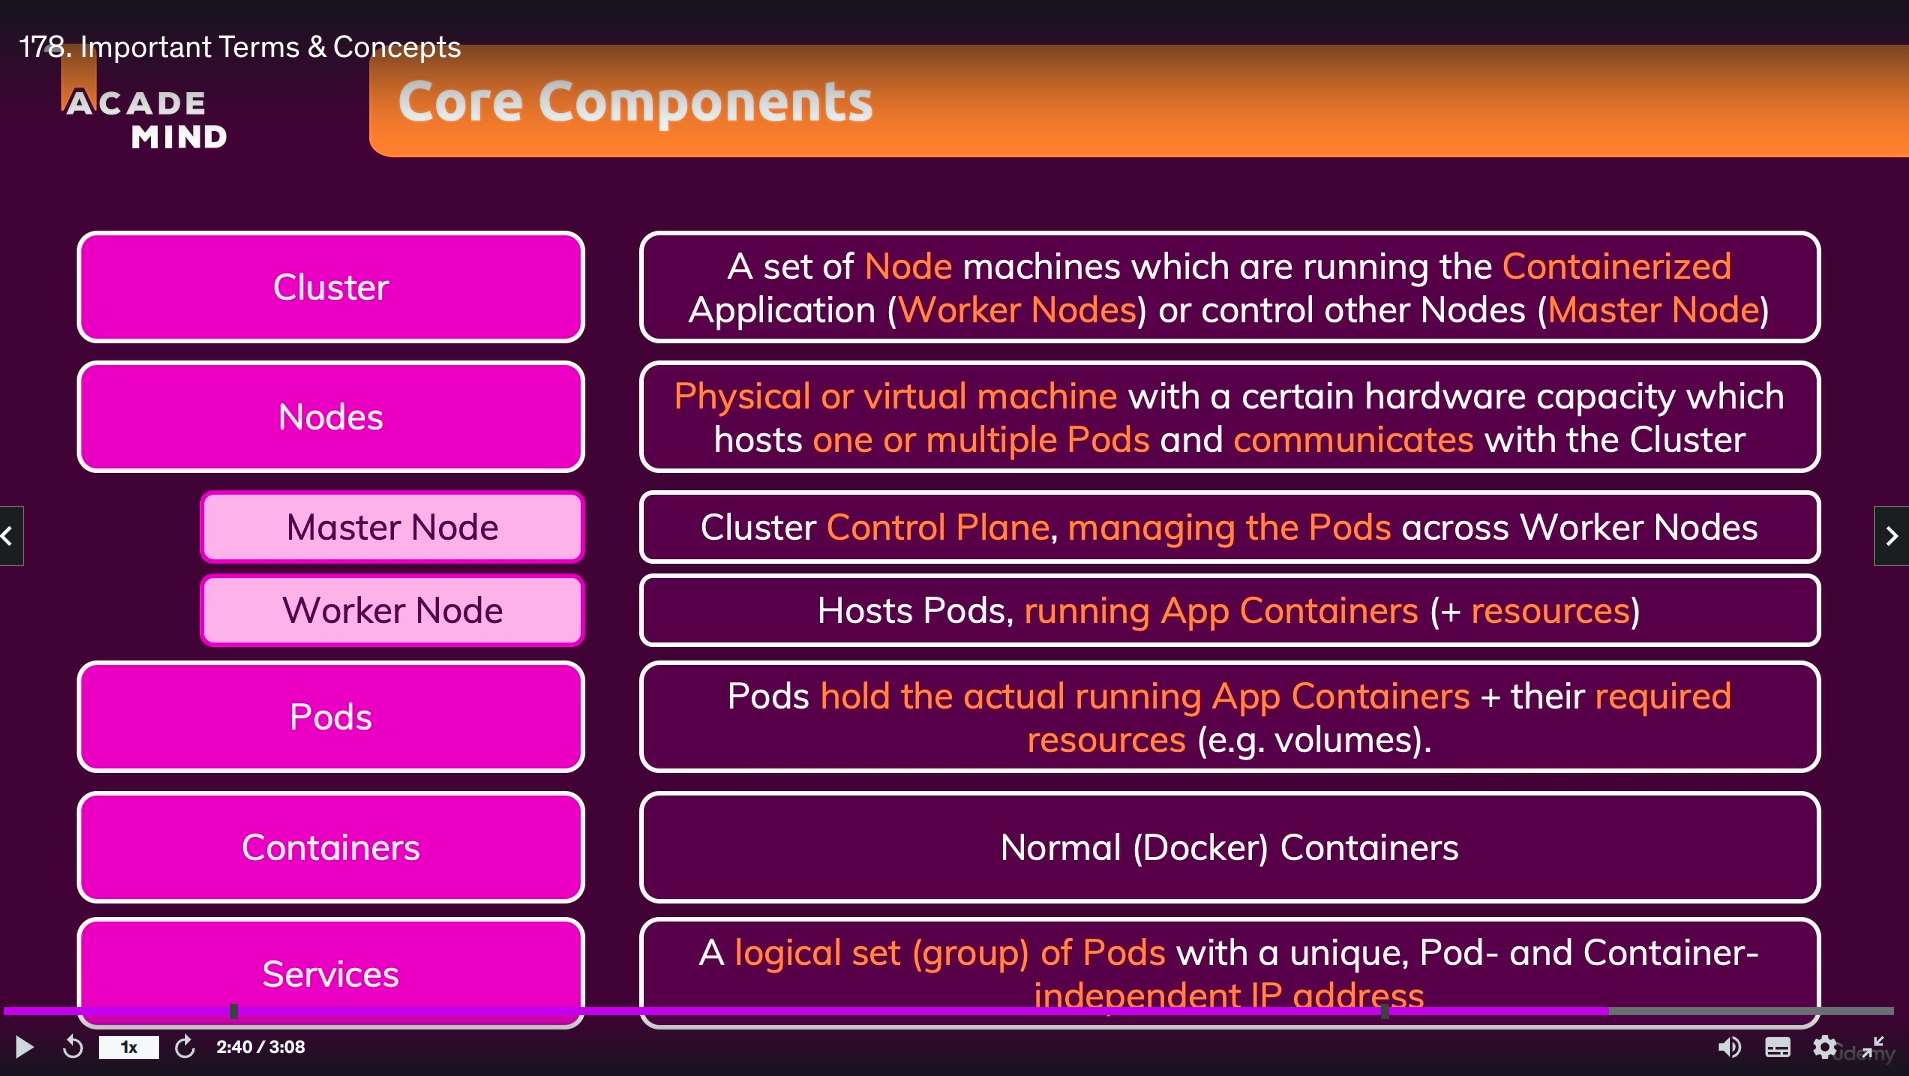 178. Important Terms & Concepts
ACADE
MIND
Core Components
Cluster
A set of Node machines which are running the Containerized
Application (Worker Nodes) or control other Nodes (Master Node)
Nodes
Physical or virtual machine with a certain hardware capacity which
hosts one or multiple Pods and communicates with the Cluster
Master Node
Cluster Control Plane, managing the Pods across Worker Nodes
Worker Node
Hosts Pods, running App Containers (+ resources)
Pods
Pods hold the actual running App Containers + their required
resources (e.g. volumes).
Containers
Normal (Docker) Containers
Services
A logical set (group) of Pods with a unique, Pod- and Container-
independent IP address
1x
2:40 / 3:08
udemy